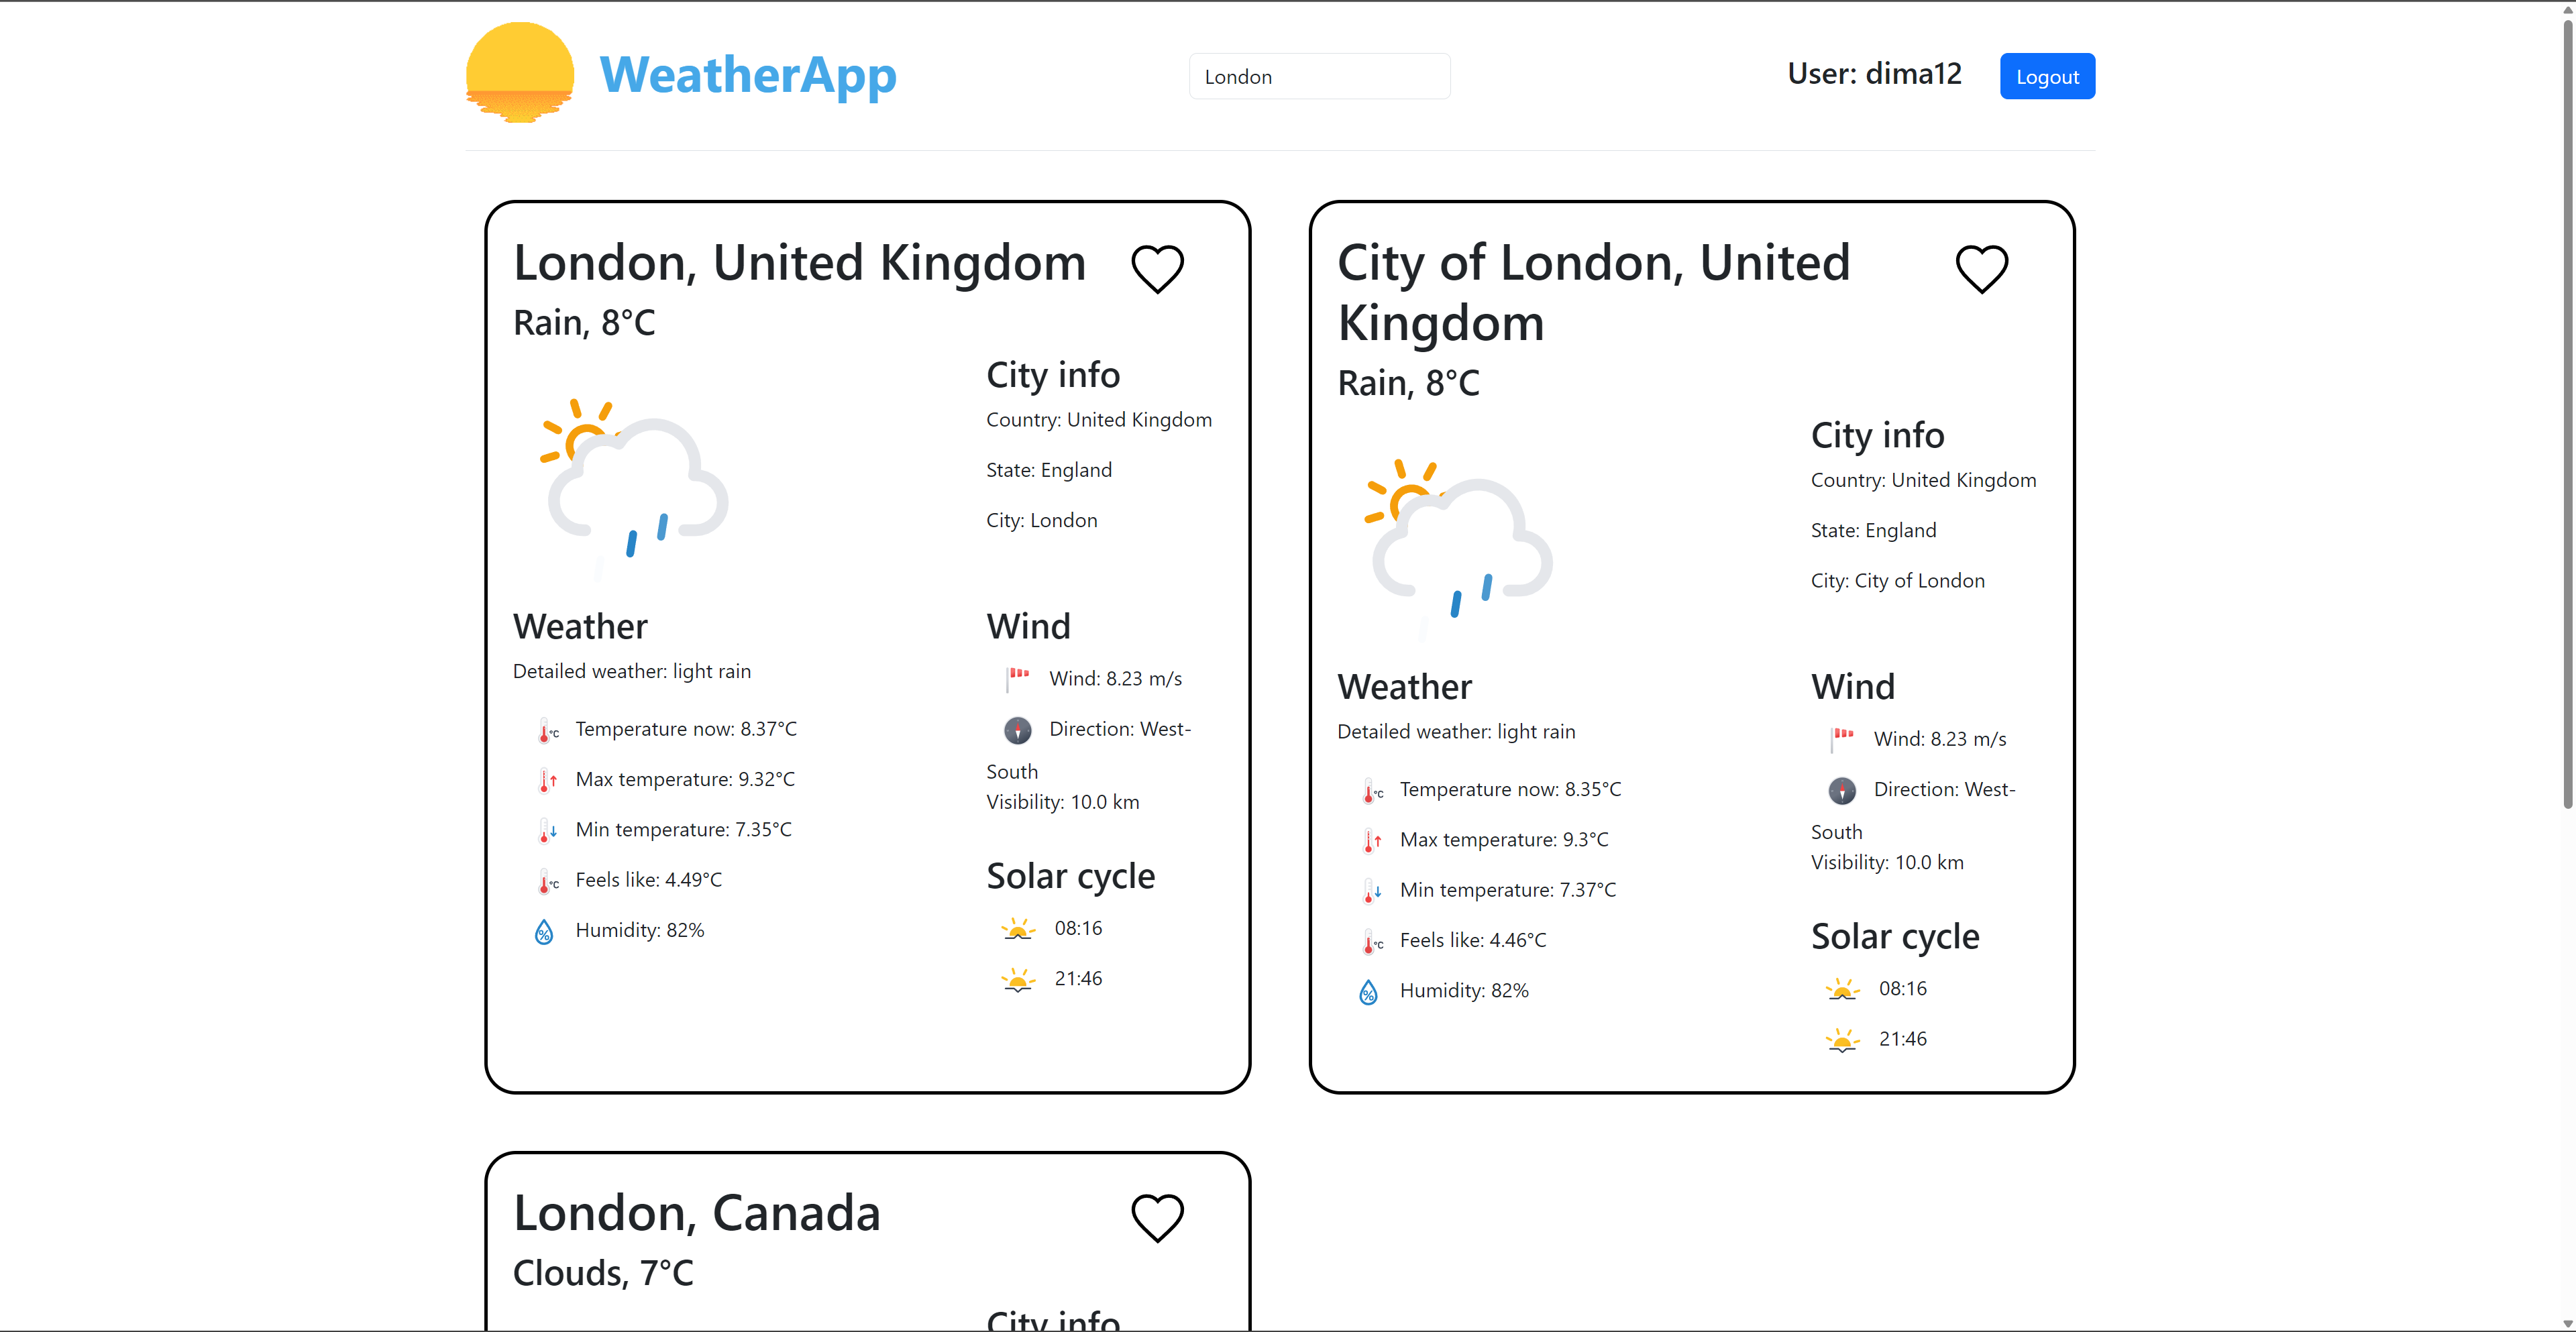 WeatherApp
London
User: dima12
Logout
London, United Kingdom
Rain, 8°C
City info
Country: United Kingdom
State: England
City: London
Weather
Detailed weather: light rain
Temperature now: 8.37°C
Max temperature: 9.32°C
Min temperature: 7.35°C
Feels like: 4.49°C
Humidity: 82%
Wind
Wind: 8.23 m/s
Direction: West-
South
Visibility: 10.0 km
Solar cycle
08:16
21:46
City of London, United
Kingdom
Rain, 8°C
City info
Country: United Kingdom
State: England
City: City of London
Weather
Detailed weather: light rain
Temperature now: 8.35°C
Max temperature: 9.3°C
Min temperature: 7.37°C
Feels like: 4.46°C
Humidity: 82%
Wind
Wind: 8.23 m/s
Direction: West-
South
Visibility: 10.0 km
Solar cycle
08:16
21:46
London, Canada
Clouds, 7°C
City info